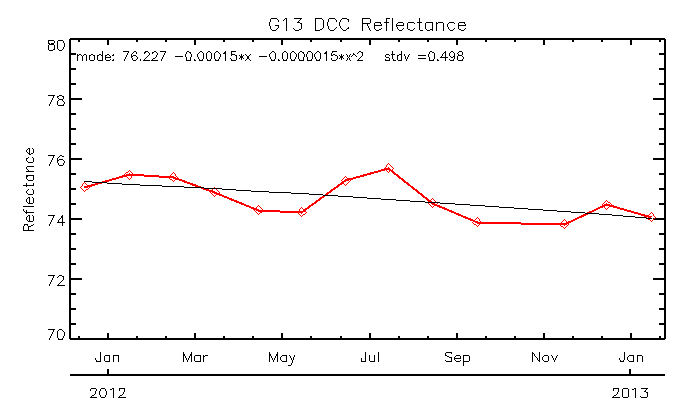 G13 DCC Reflectance
mode: 76.227 −0.00015*x −0.0000015*x^2 stdv =0.498
80
78
76
74
72
70
Reflectance
Jan Mar May Jul Sep Nov Jan
2012 2013